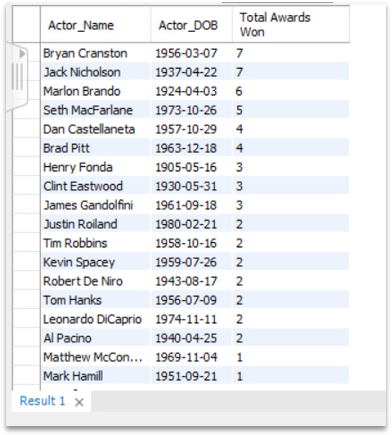 Actor_Name Actor_DOB Total Awards
Won
Bryan Cranston 1956-03-07 7
Jack Nicholson 1937-04-22 7
Marlon Brando 1924-04-03 6
Seth MacFarlane 1973-10-26 5
Dan Castellaneta 1957-10-29 4
Brad Pitt 1963-12-18 4
Henry Fonda 1905-05-16 3
Clint Eastwood 1930-05-31 3
James Gandolfini 1961-09-18 3
Justin Roiland 1980-02-21 2
Tim Robbins 1958-10-16 2
Kevin Spacey 1959-07-26 2
Robert De Niro 1943-08-17 2
Tom Hanks 1956-07-09 2
Leonardo DiCaprio 1974-11-11 2
Al Pacino 1940-04-25 2
Matthew McCon... 1969-11-04 1
Mark Hamill 1951-09-21 1
Result 1